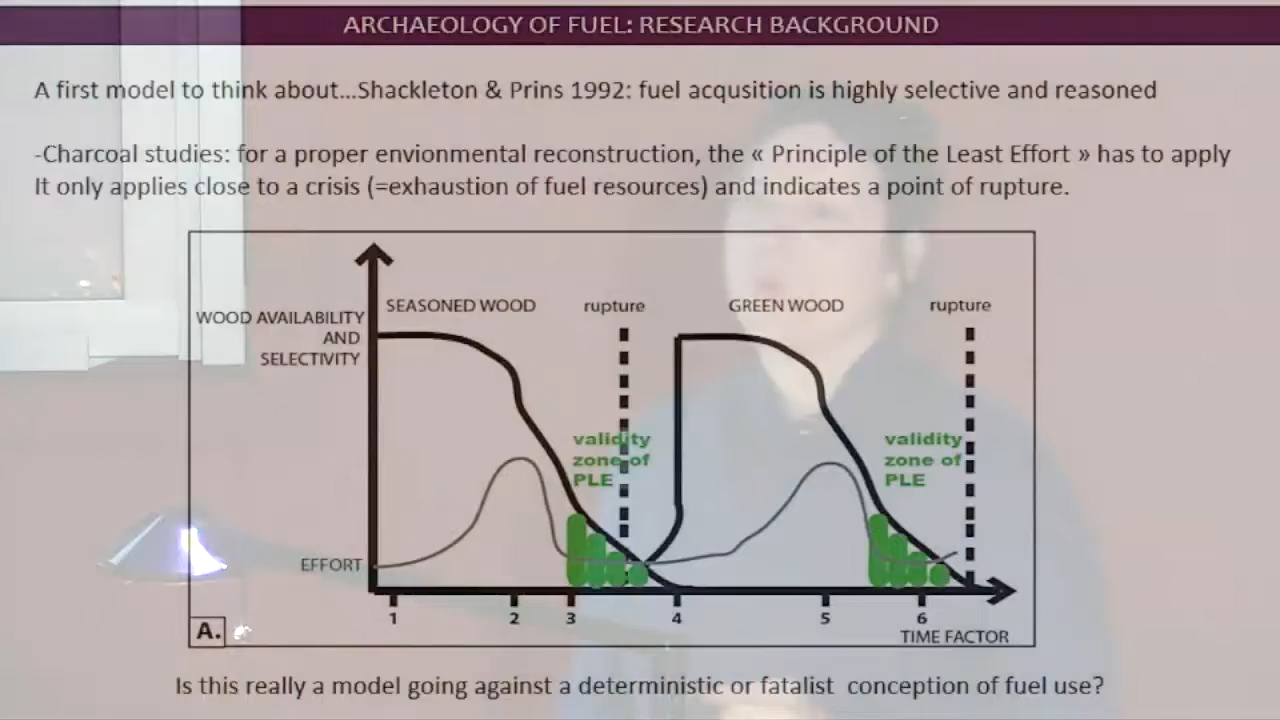 ARCHAEOLOGY OF FUEL: RESEARCH BACKGROUND
A first model to think about...Shackleton & Prins 1992: fuel acqusition is highly selective and reasoned
-Charcoal studies: for a proper envionmental reconstruction, the « Principle of the Least Effort » has to apply
It only applies close to a crisis (=exhaustion of fuel resources) and indicates a point of rupture.
SEASONED WOOD
rupture
GREEN WOOD
rupture
WOOD AVAILABILITY
AND
SELECTIVITY
validity
zone of
PLE
validity
zone of
PLE
EFFORT
1
2
3
4
5
6
TIME FACTOR
A.
Is this really a model going against a deterministic or fatalist conception of fuel use?